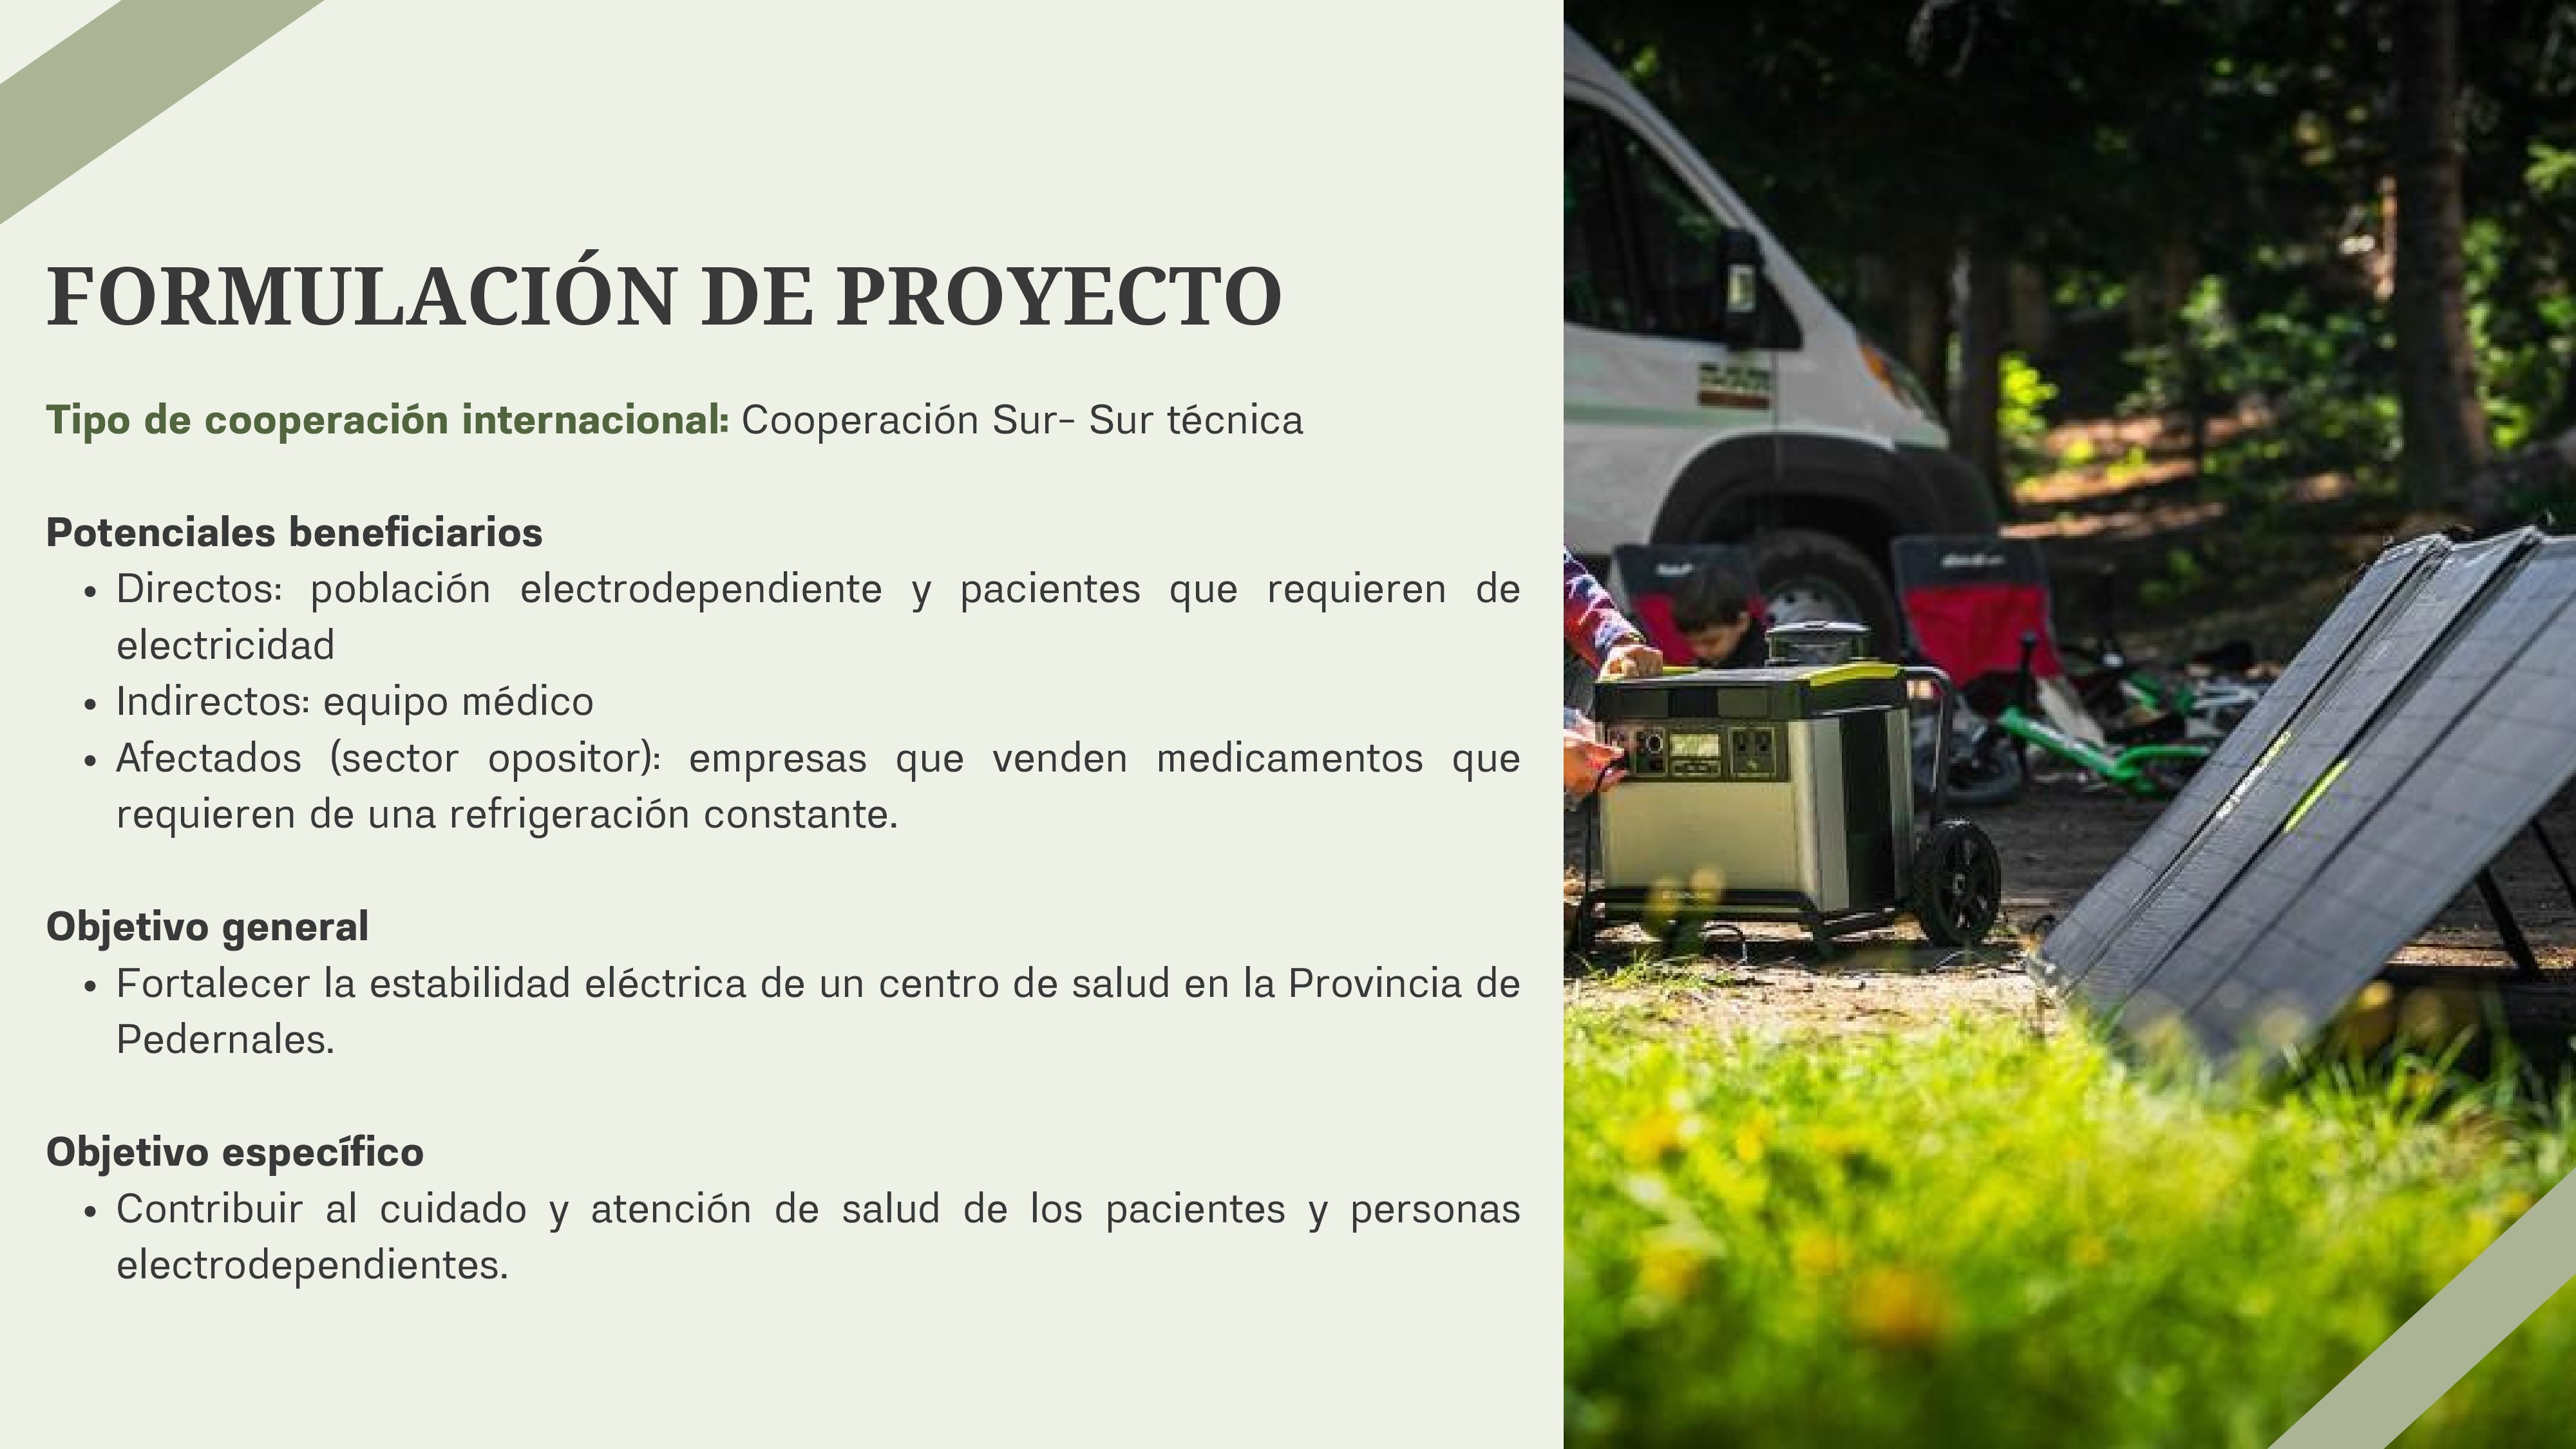 FORMULACIÓN DE PROYECTO
Tipo de cooperación internacional: Cooperación Sur- Sur técnica
Potenciales beneficiarios
• Directos: población electrodependiente y pacientes que requieren de
electricidad
• Indirectos: equipo médico
• Afectados (sector opositor): empresas que venden medicamentos que
requieren de una refrigeración constante.
Objetivo general
• Fortalecer la estabilidad eléctrica de un centro de salud en la Provincia de
Pedernales.
Objetivo específico
• Contribuir al cuidado y atención de salud de los pacientes y personas
electrodependientes.